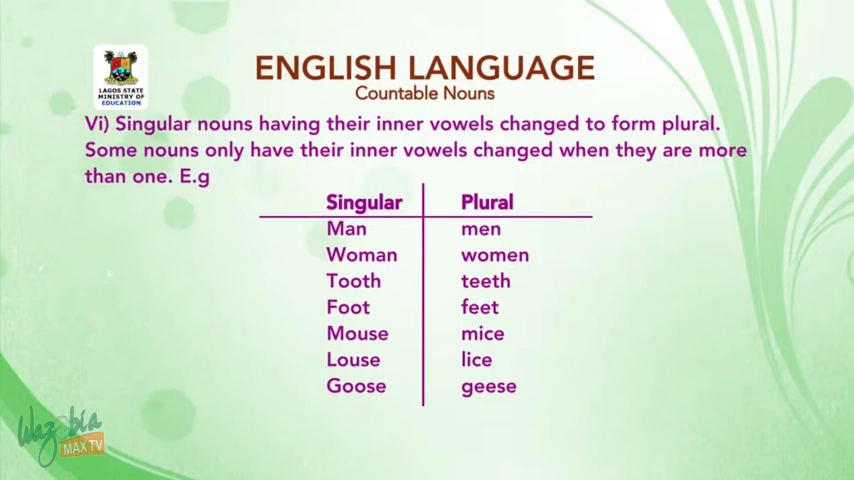 LAGOS STATE
MINISTRY OF
EDUCATION
ENGLISH LANGUAGE
Countable Nouns
Vi) Singular nouns having their inner vowels changed to form plural.
Some nouns only have their inner vowels changed when they are more
than one. E.g
Singular Plural
Man men
Woman women
Tooth teeth
Foot feet
Mouse mice
Louse lice
Goose geese
Wazobia
MAX TV